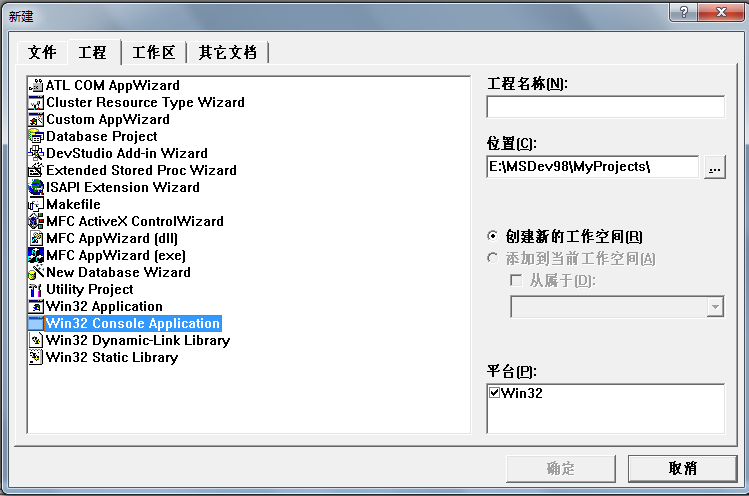 新建
文件 工程 工作区 其它文档
ATL COM AppWizard
Cluster Resource Type Wizard
Custom AppWizard
Database Project
DevStudio Add-in Wizard
Extended Stored Proc Wizard
ISAPI Extension Wizard
Makefile
MFC ActiveX ControlWizard
MFC AppWizard (dll)
MFC AppWizard (exe)
New Database Wizard
Utility Project
Win32 Application
Win32 Console Application
Win32 Dynamic-Link Library
Win32 Static Library
工程名称(N):
位置(C):
E:\MSDev98\MyProjects\
...
创建新的工作空间(R)
添加到当前工作空间(A)
从属于(D):
平台(P):
Win32
确定
取消